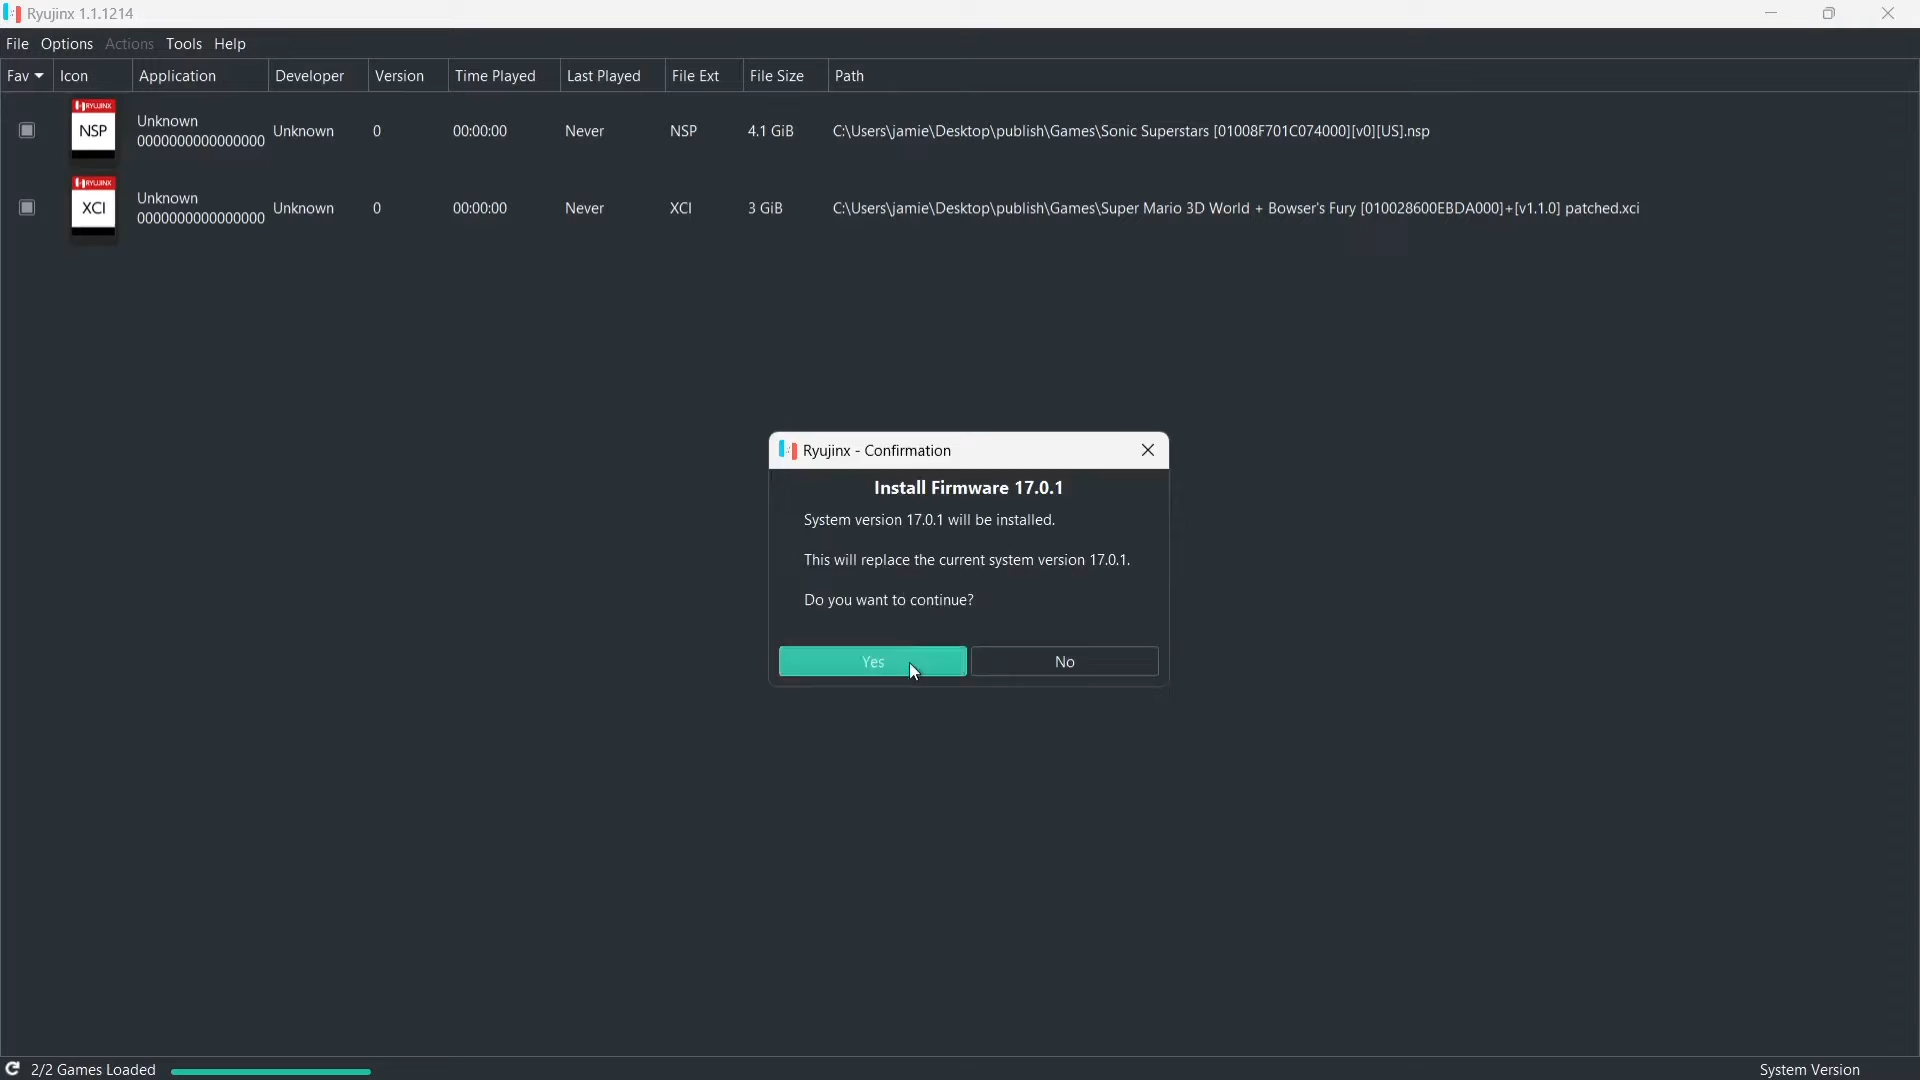 Ryujinx 1.1.1214
File Options Actions Tools Help
Fav Icon Application Developer Version Time Played Last Played File Ext File Size Path
RYUJINX
NSP
Unknown
0000000000000000
Unknown 0 00:00:00 Never NSP 4.1 GiB C:\Users\jamie\Desktop\publish\Games\Sonic Superstars [01008F701C074000][v0][US].nsp
RYUJINX
XCI
Unknown
0000000000000000
Unknown 0 00:00:00 Never XCI 3 GiB C:\Users\jamie\Desktop\publish\Games\Super Mario 3D World + Bowser's Fury [010028600EBDA000]+[v1.1.0] patched.xci
Ryujinx - Confirmation
Install Firmware 17.0.1
System version 17.0.1 will be installed.
This will replace the current system version 17.0.1.
Do you want to continue?
Yes No
2/2 Games Loaded System Version